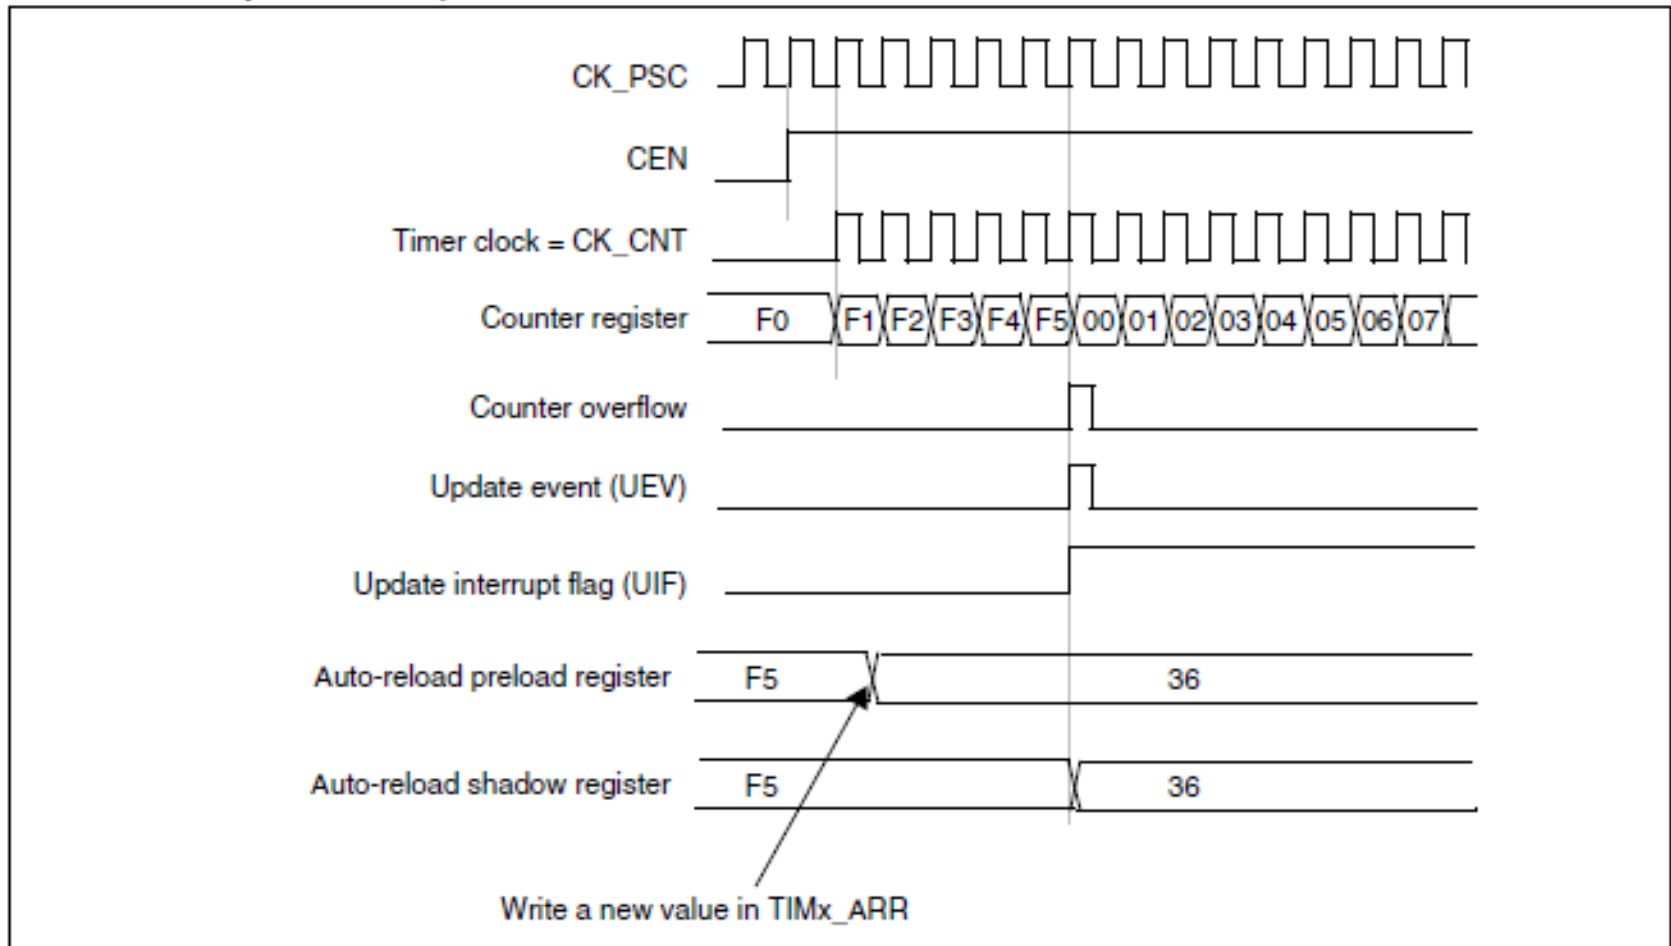 CK_PSC
CEN
Timer clock = CK_CNT
Counter register F0 F1 F2 F3 F4 F5 00 01 02 03 04 05 06 07
Counter overflow
Update event (UEV)
Update interrupt flag (UIF)
Auto-reload preload register F5 36
Auto-reload shadow register F5 36
Write a new value in TIMx_ARR